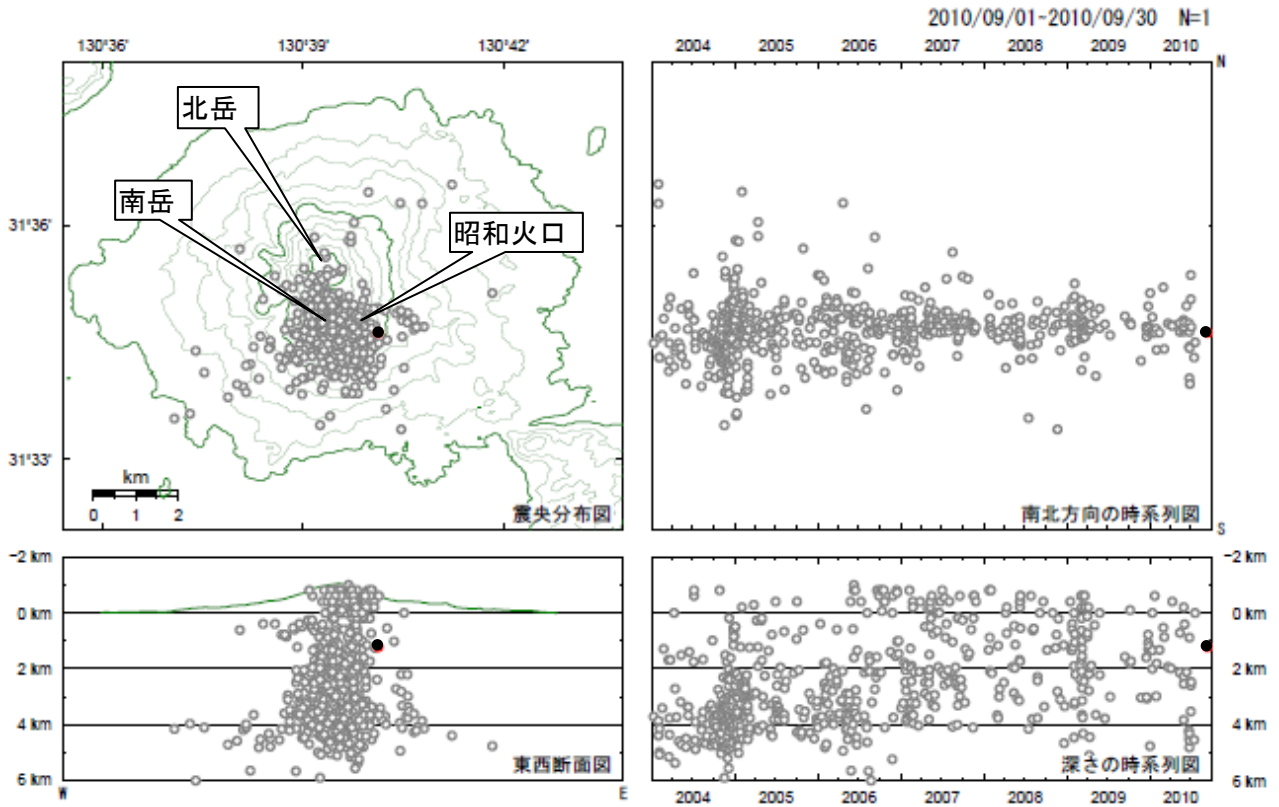 2010/09/01-2010/09/30 N=1
130°36' 130°39' 130°42'
2004 2005 2006 2007 2008 2009 2010
N
北岳
南岳
昭和火口
31°36'
31°33'
km
0 1 2
震央分布図
南北方向の時系列図
S
-2 km
0 km
2 km
4 km
6 km
W
E
東西断面図
-2 km
0 km
2 km
4 km
6 km
深さの時系列図
2004 2005 2006 2007 2008 2009 2010